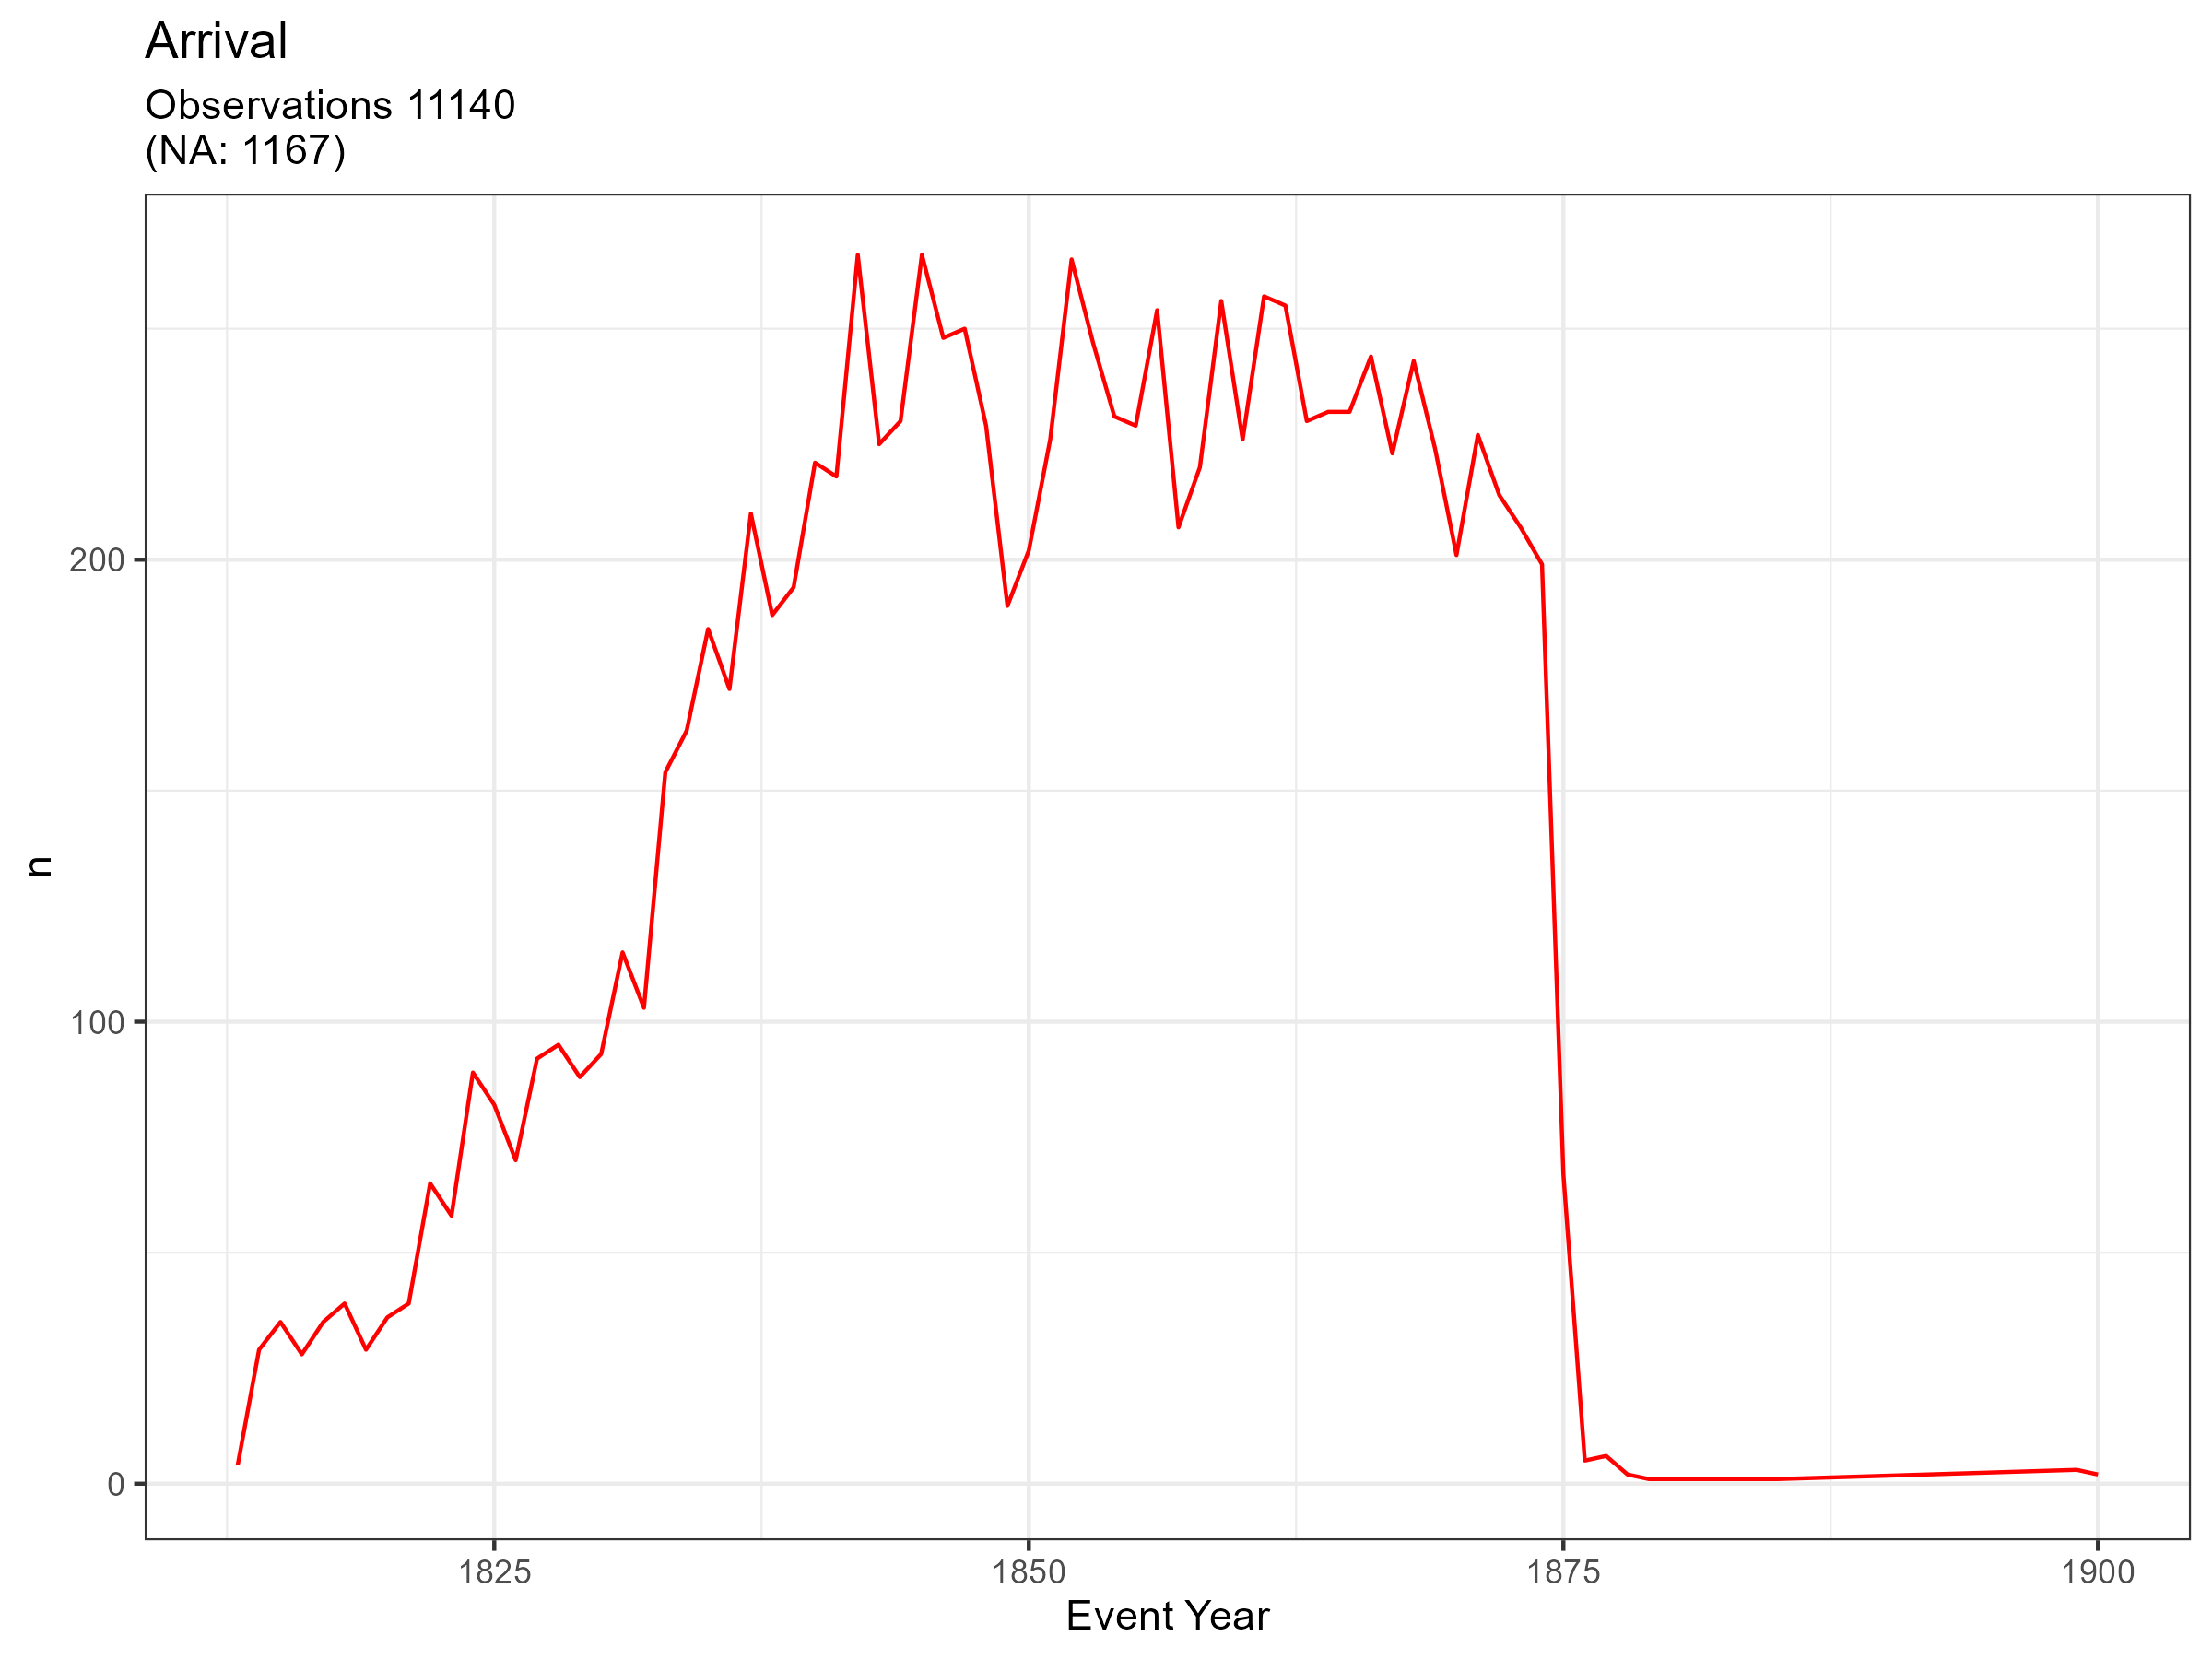 Arrival
Observations 11140
(NA: 1167)
n
200
100
0
1825
1850
1875
1900
Event Year